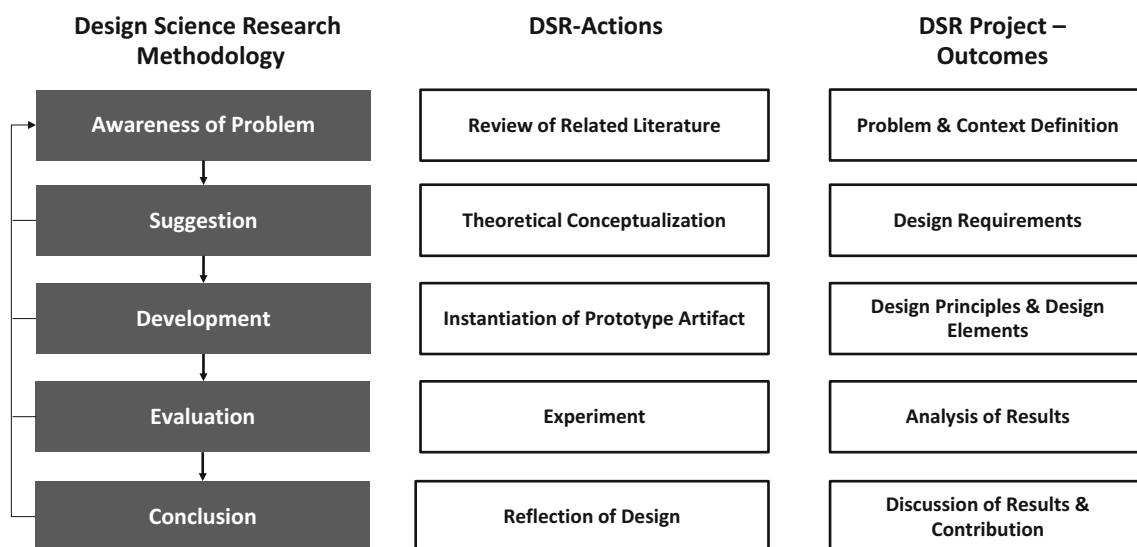 Design Science Research
Methodology
DSR-Actions
DSR Project –
Outcomes
Awareness of Problem
Review of Related Literature
Problem & Context Definition
Suggestion
Theoretical Conceptualization
Design Requirements
Development
Instantiation of Prototype Artifact
Design Principles & Design
Elements
Evaluation
Experiment
Analysis of Results
Conclusion
Reflection of Design
Discussion of Results &
Contribution